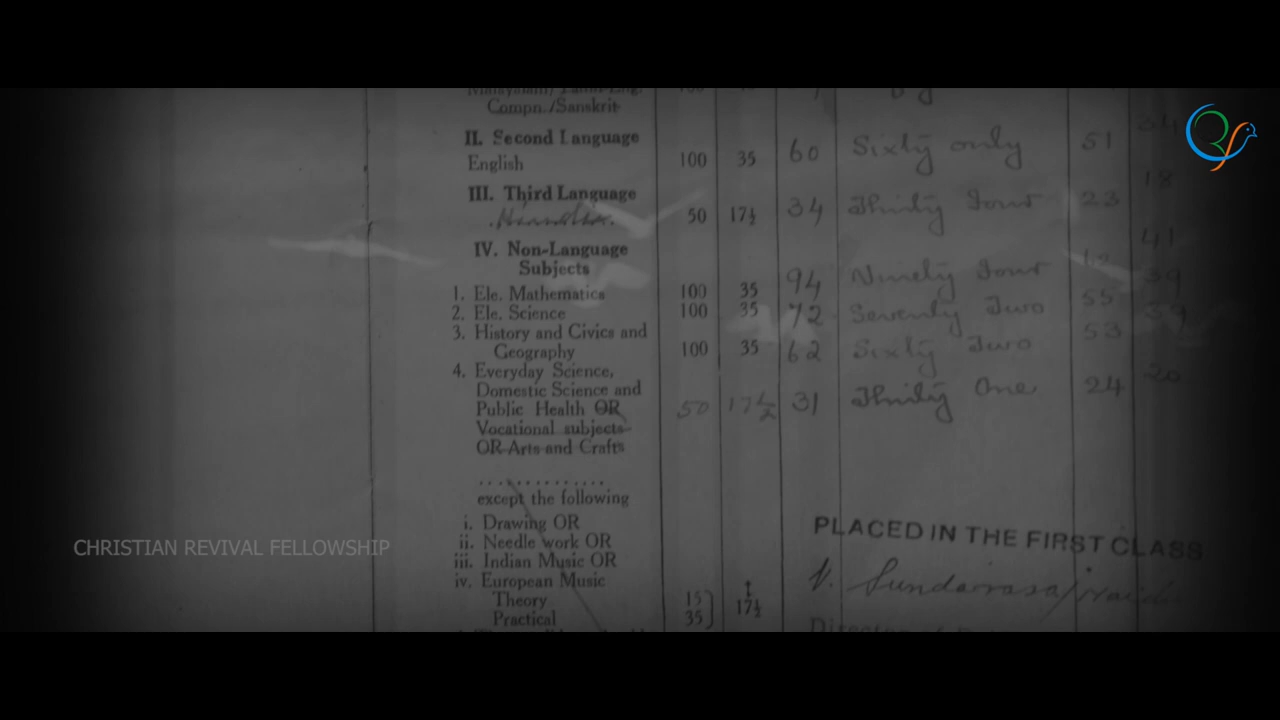 Compn./Sanskrit
II. Second Language
English 100 35 60 Sixty only 51
III. Third Language
50 17½ 34 Thirty Four 23 18
41
IV. Non-Language
Subjects
1. Ele. Mathematics 100 35 94 Ninety Four
2. Ele. Science 100 35 72 Seventy Two 55 39
3. History and Civics and
Geography 100 35 62 Sixty Two 53
4. Everyday Science,
Domestic Science and
Public Health OR 50 17½ 31 Thirty One 24 20
Vocational subjects
OR Arts and Crafts
except the following
i. Drawing OR
ii. Needle work OR
iii. Indian Music OR
iv. European Music
Theory 15
Practical 35 17½
PLACED IN THE FIRST CLASS
CHRISTIAN REVIVAL FELLOWSHIP